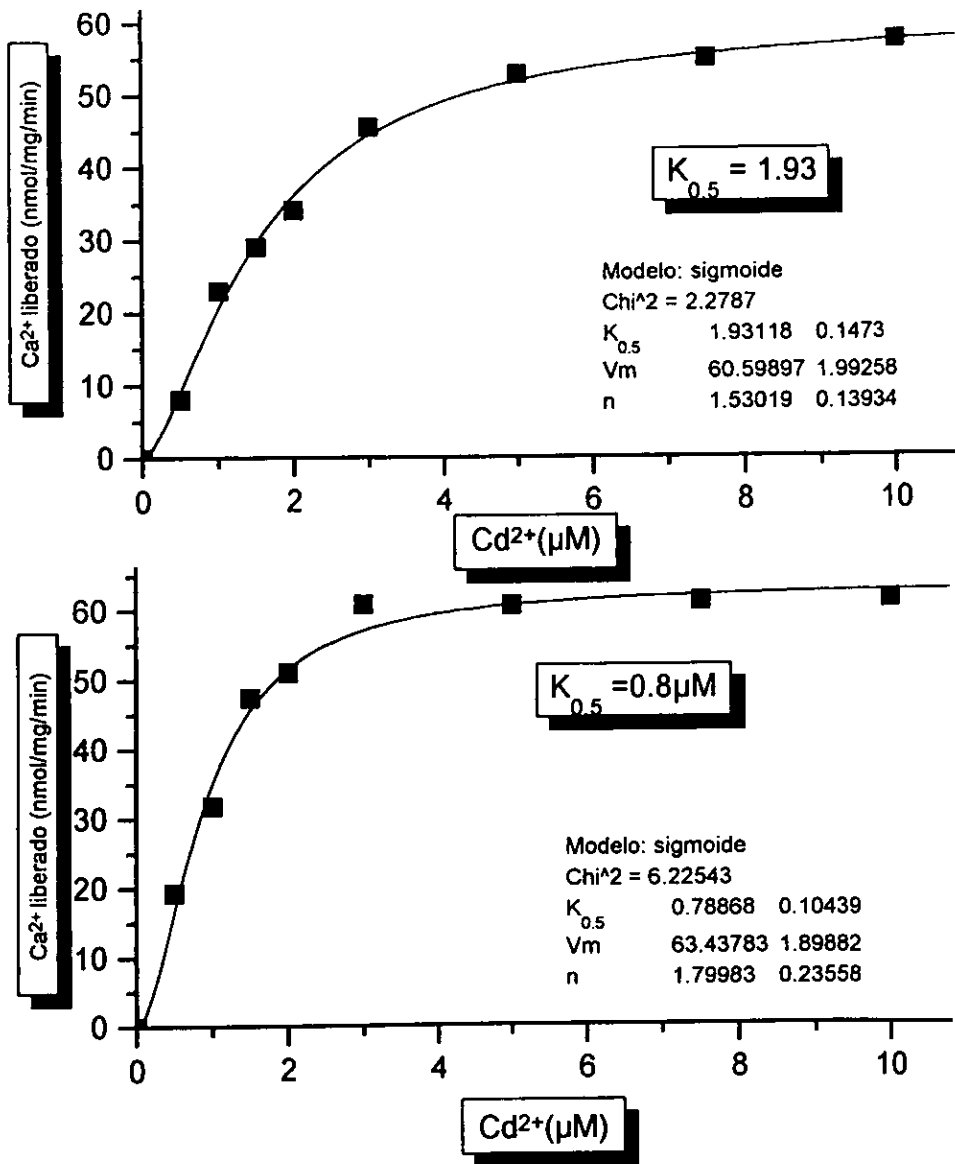 60
50
40
30
20
10
0
Ca²⁺ liberado (nmol/mg/min)
K₀.₅ = 1.93
Modelo: sigmoide
Chi^2 = 2.2787
K₀.₅ 1.93118 0.1473
Vm 60.59897 1.99258
n 1.53019 0.13934
0 2 4 6 8 10
Cd²⁺(µM)
60
50
40
30
20
10
0
Ca²⁺ liberado (nmol/mg/min)
K₀.₅ =0.8µM
Modelo: sigmoide
Chi^2 = 6.22543
K₀.₅ 0.78868 0.10439
Vm 63.43783 1.89882
n 1.79983 0.23558
0 2 4 6 8 10
Cd²⁺(µM)